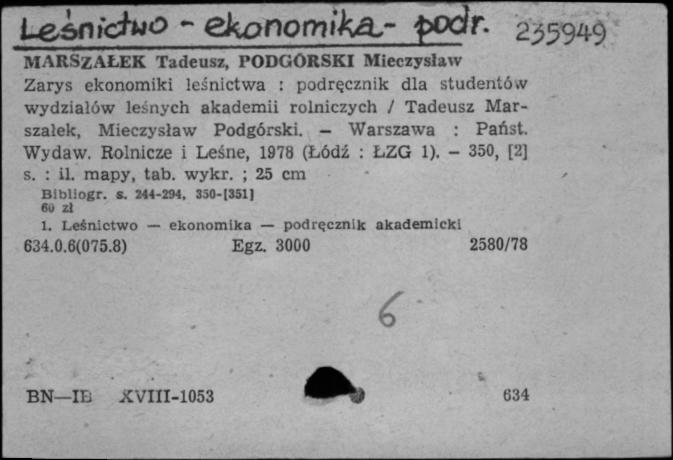 Leśnictwo - ekonomika - podr. 235949
MARSZAŁEK Tadeusz, PODGÓRSKI Mieczysław
Zarys ekonomiki leśnictwa : podręcznik dla studentów
wydziałów leśnych akademii rolniczych / Tadeusz Mar-
szałek, Mieczysław Podgórski. — Warszawa : Państ.
Wydaw. Rolnicze i Leśne, 1978 (Łódź : ŁZG 1). — 350, [2]
s. : il. mapy, tab. wykr. ; 25 cm
Bibliogr. s. 244-294, 350-[351]
60 zł
1. Leśnictwo — ekonomika — podręcznik akademicki
634.0.6(075.8) Egz. 3000 2580/78
6
BN—IB XVIII-1053 634